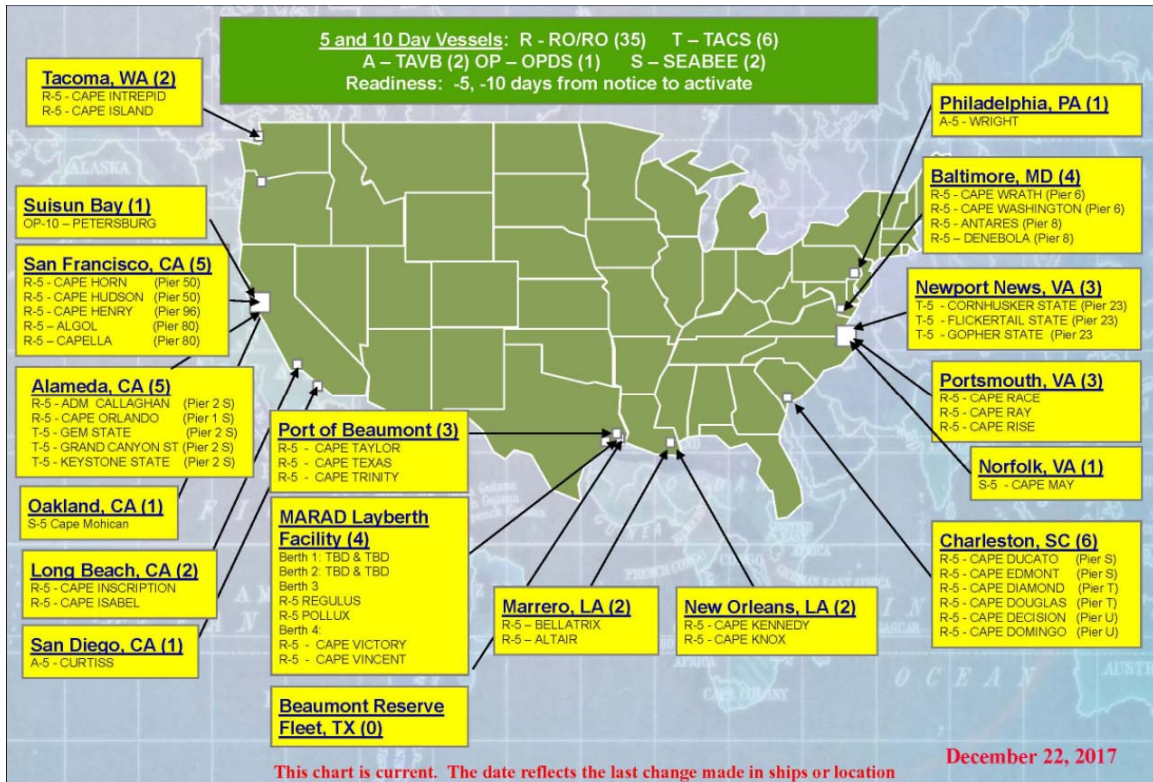 5 and 10 Day Vessels: R - RO/RO (35) T – TACS (6)
A – TAVB (2) OP – OPDS (1) S – SEABEE (2)
Readiness: -5, -10 days from notice to activate
Tacoma, WA (2)
R-5 - CAPE INTREPID
R-5 - CAPE ISLAND
Suisun Bay (1)
OP-10 – PETERSBURG
San Francisco, CA (5)
R-5 - CAPE HORN (Pier 50)
R-5 - CAPE HUDSON (Pier 50)
R-5 - CAPE HENRY (Pier 96)
R-5 – ALGOL (Pier 80)
R-5 – CAPELLA (Pier 80)
Alameda, CA (5)
R-5 - ADM CALLAGHAN (Pier 2 S)
R-5 - CAPE ORLANDO (Pier 1 S)
T-5 - GEM STATE (Pier 2 S)
T-5 - GRAND CANYON ST (Pier 2 S)
T-5 - KEYSTONE STATE (Pier 2 S)
Oakland, CA (1)
S-5 Cape Mohican
Long Beach, CA (2)
R-5 - CAPE INSCRIPTION
R-5 - CAPE ISABEL
San Diego, CA (1)
A-5 - CURTISS
Port of Beaumont (3)
R-5 - CAPE TAYLOR
R-5 - CAPE TEXAS
R-5 - CAPE TRINITY
MARAD Layberth
Facility (4)
Berth 1: TBD & TBD
Berth 2: TBD & TBD
Berth 3
R-5 REGULUS
R-5 POLLUX
Berth 4:
R-5 - CAPE VICTORY
R-5 - CAPE VINCENT
Beaumont Reserve
Fleet, TX (0)
Marrero, LA (2)
R-5 – BELLATRIX
R-5 – ALTAIR
New Orleans, LA (2)
R-5 - CAPE KENNEDY
R-5 - CAPE KNOX
Philadelphia, PA (1)
A-5 - WRIGHT
Baltimore, MD (4)
R-5 - CAPE WRATH (Pier 6)
R-5 - CAPE WASHINGTON (Pier 6)
R-5 - ANTARES (Pier 8)
R-5 – DENEBOLA (Pier 8)
Newport News, VA (3)
T-5 - CORNHUSKER STATE (Pier 23)
T-5 - FLICKERTAIL STATE (Pier 23)
T-5 - GOPHER STATE (Pier 23
Portsmouth, VA (3)
R-5 - CAPE RACE
R-5 - CAPE RAY
R-5 - CAPE RISE
Norfolk, VA (1)
S-5 - CAPE MAY
Charleston, SC (6)
R-5 - CAPE DUCATO (Pier S)
R-5 - CAPE EDMONT (Pier S)
R-5 - CAPE DIAMOND (Pier T)
R-5 - CAPE DOUGLAS (Pier T)
R-5 - CAPE DECISION (Pier U)
R-5 - CAPE DOMINGO (Pier U)
December 22, 2017
This chart is current. The date reflects the last change made in ships or location